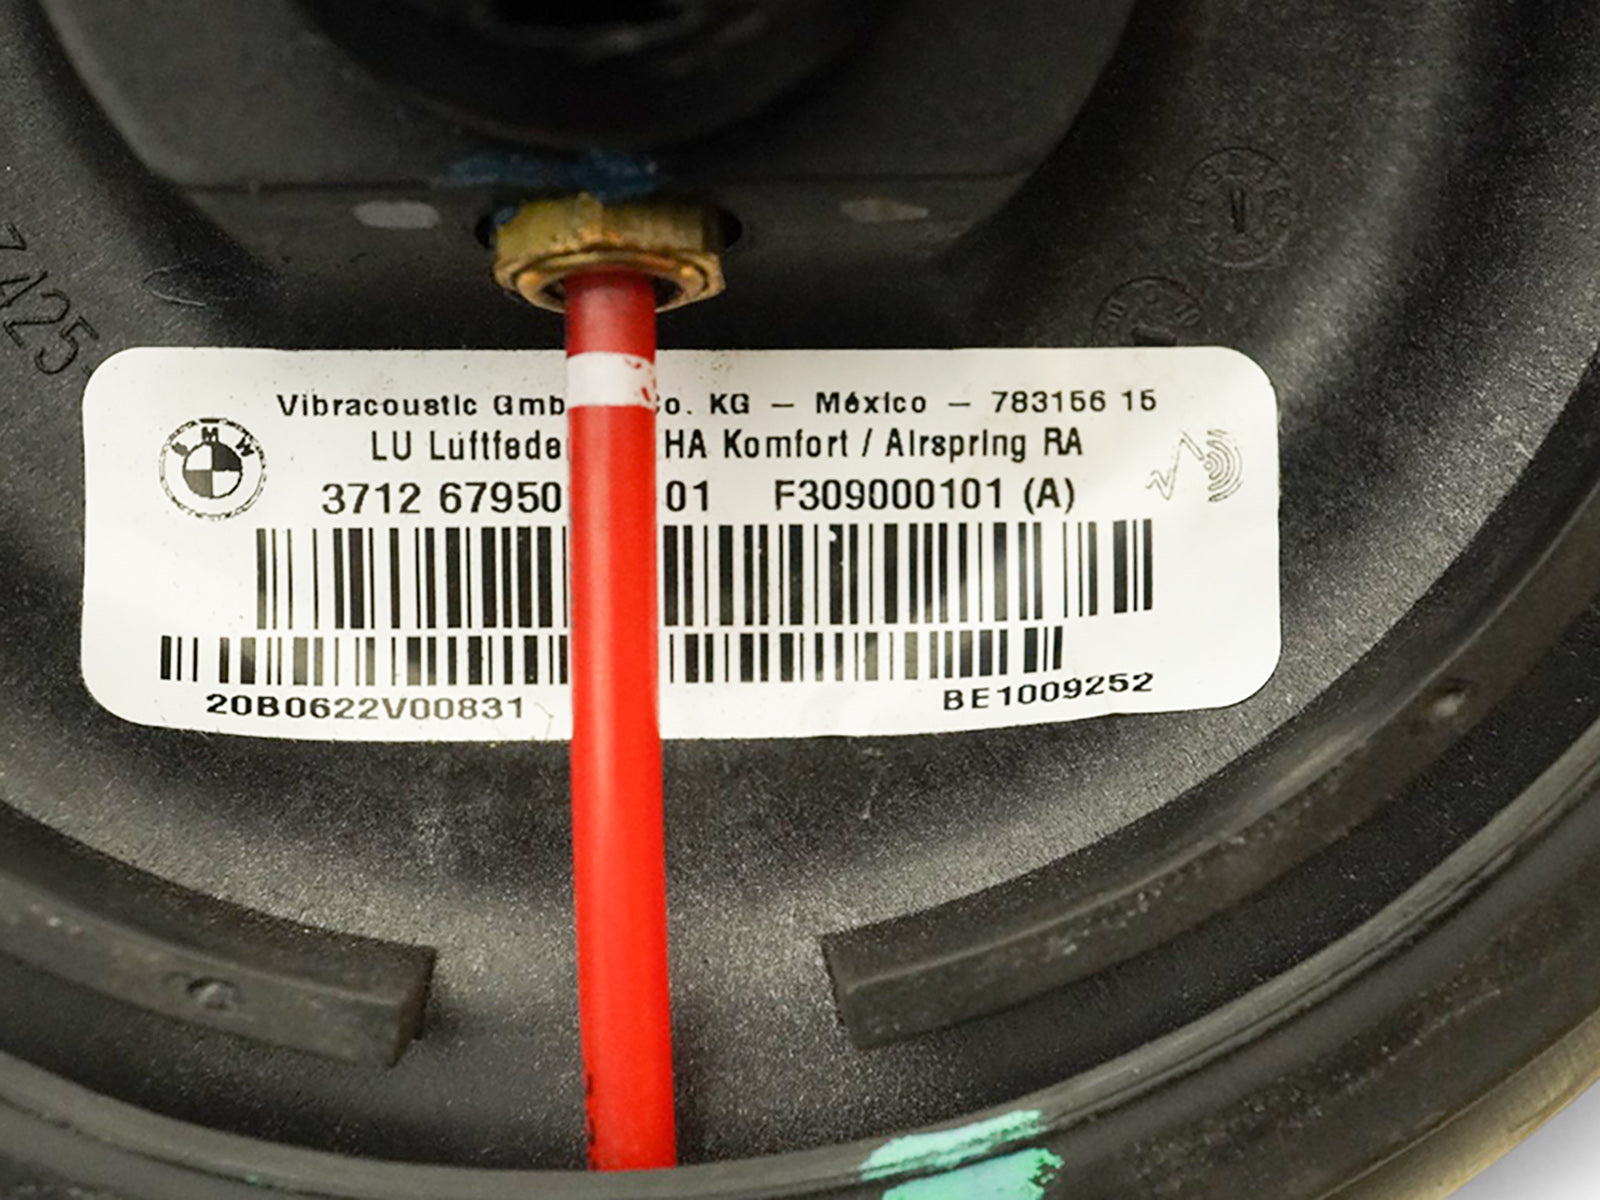 Vibracoustic Gmb Co. KG – México – 783156 15
LU Luftfede HA Komfort / Airspring RA
3712 67950 01 F309000101 (A)
20B0622V00831
BE1009252
BMW
7425